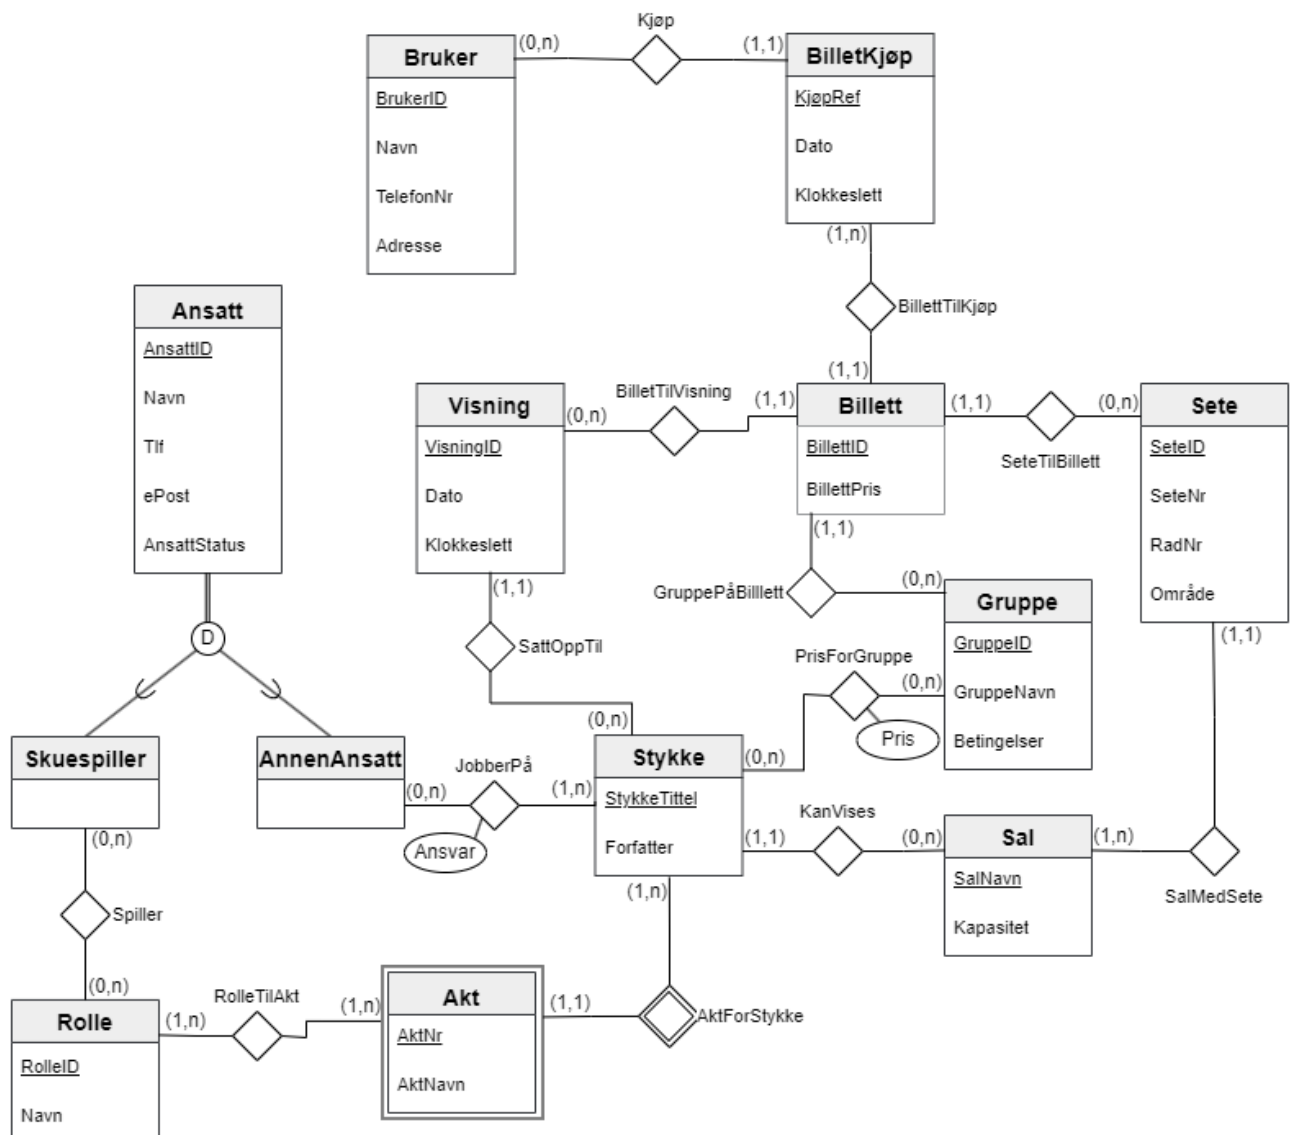 Kjøp
Bruker
(0,n)
(1,1)
BilletKjøp
BrukerID
Navn
TelefonNr
Adresse
KjøpRef
Dato
Klokkeslett
(1,n)
BillettTilKjøp
(1,1)
Ansatt
AnsattID
Navn
Tlf
ePost
AnsattStatus
D
Visning
(0,n)
BilletTilVisning
(1,1)
Billett
(1,1)
(0,n)
Sete
SeteTilBillett
VisningID
Dato
Klokkeslett
BillettID
BillettPris
SeteID
SeteNr
RadNr
Område
(1,1)
(1,1)
(1,1)
GruppePåBilllett
(0,n)
Gruppe
GruppeID
GruppeNavn
Betingelser
SattOppTil
PrisForGruppe
(0,n)
Pris
(0,n)
(0,n)
Skuespiller
AnnenAnsatt
JobberPå
(0,n)
(1,n)
Ansvar
Stykke
StykkeTittel
Forfatter
KanVises
(1,1)
(0,n)
Sal
(1,n)
SalNavn
Kapasitet
SalMedSete
(0,n)
Spiller
(0,n)
(1,n)
Rolle
(1,n)
RolleTilAkt
(1,n)
Akt
(1,1)
AktForStykke
RolleID
Navn
AktNr
AktNavn